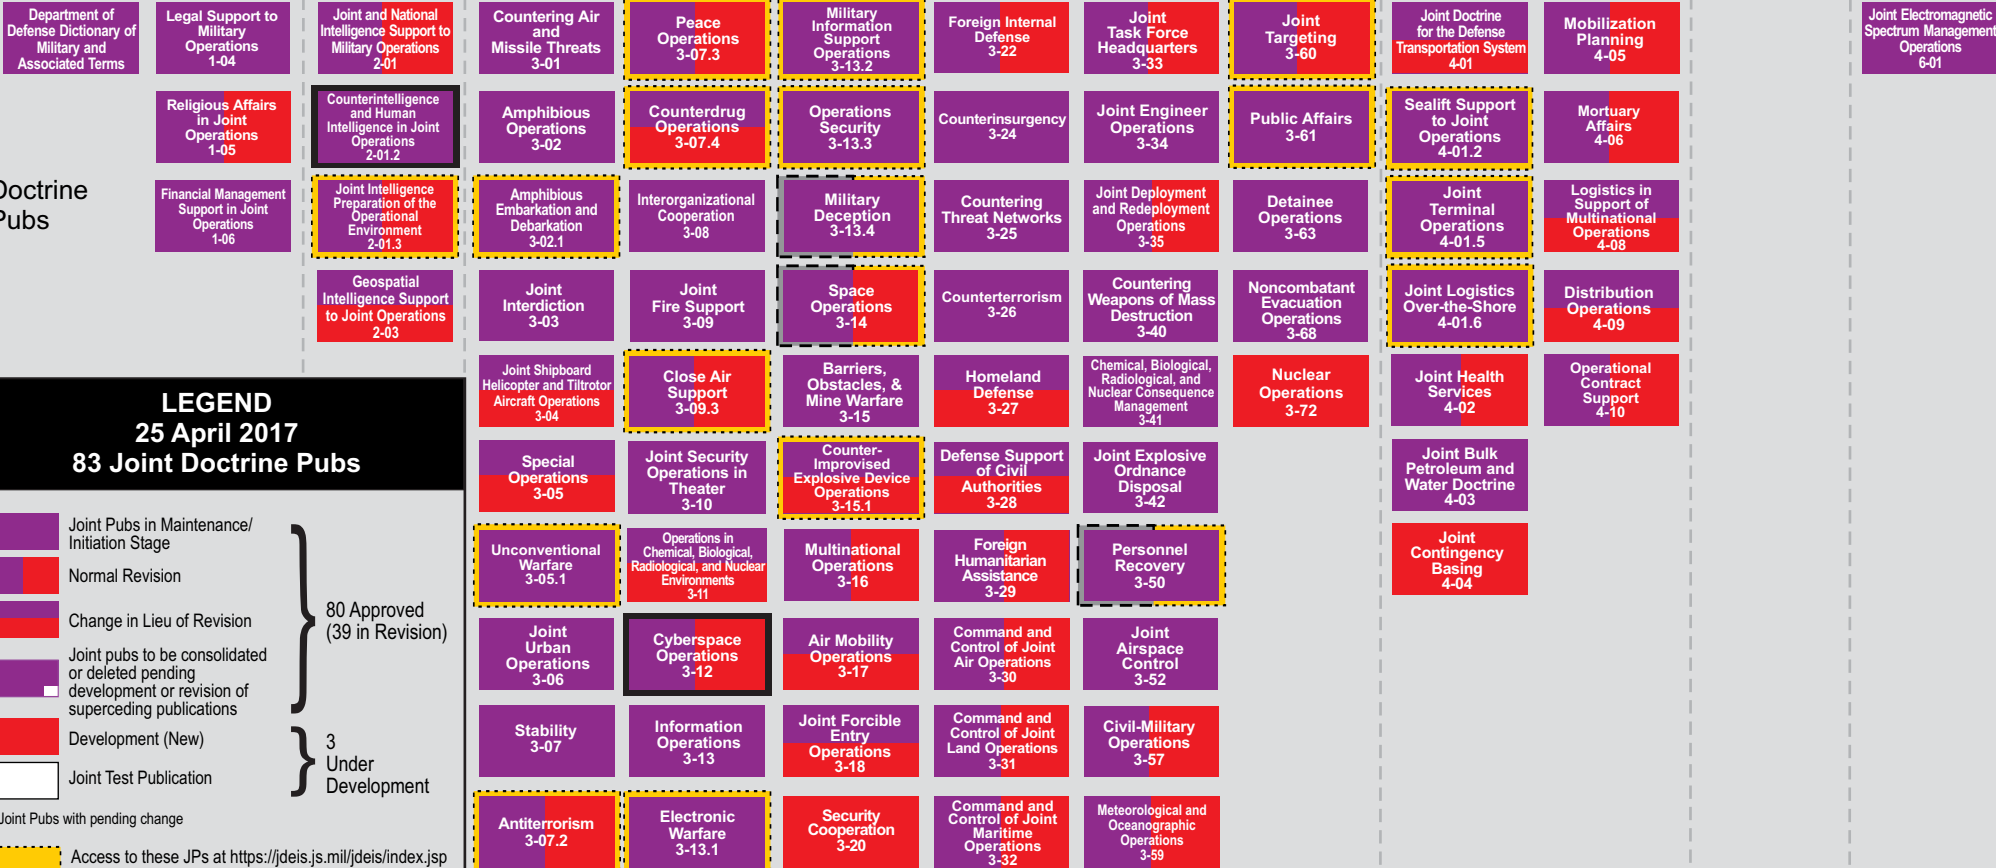 Department of
Defense Dictionary of
Military and
Associated Terms
Legal Support to
Military
Operations
1-04
Religious Affairs
in Joint
Operations
1-05
Financial Management
Support in Joint
Operations
1-06
Doctrine
Pubs
Joint and National
Intelligence Support to
Military Operations
2-01
Counterintelligence
and Human
Intelligence in Joint
Operations
2-01.2
Joint Intelligence
Preparation of the
Operational
Environment
2-01.3
Geospatial
Intelligence Support
to Joint Operations
2-03
LEGEND
25 April 2017
83 Joint Doctrine Pubs
Joint Pubs in Maintenance/
Initiation Stage
Normal Revision
Change in Lieu of Revision
Joint pubs to be consolidated
or deleted pending
development or revision of
superceding publications
80 Approved
(39 in Revision)
Development (New)
Joint Test Publication
3
Under
Development
Joint Pubs with pending change
Access to these JPs at https://jdeis.js.mil/jdeis/index.jsp
Countering Air
and
Missile Threats
3-01
Amphibious
Operations
3-02
Amphibious
Embarkation and
Debarkation
3-02.1
Joint
Interdiction
3-03
Joint Shipboard
Helicopter and Tiltrotor
Aircraft Operations
3-04
Special
Operations
3-05
Unconventional
Warfare
3-05.1
Joint
Urban
Operations
3-06
Stability
3-07
Antiterrorism
3-07.2
Peace
Operations
3-07.3
Counterdrug
Operations
3-07.4
Interorganizational
Cooperation
3-08
Joint
Fire Support
3-09
Close Air
Support
3-09.3
Joint Security
Operations in
Theater
3-10
Operations in
Chemical, Biological,
Radiological, and Nuclear
Environments
3-11
Cyberspace
Operations
3-12
Information
Operations
3-13
Electronic
Warfare
3-13.1
Military
Information
Support
Operations
3-13.2
Operations
Security
3-13.3
Military
Deception
3-13.4
Space
Operations
3-14
Barriers,
Obstacles, &
Mine Warfare
3-15
Counter-
Improvised
Explosive Device
Operations
3-15.1
Multinational
Operations
3-16
Air Mobility
Operations
3-17
Joint Forcible
Entry
Operations
3-18
Security
Cooperation
3-20
Foreign Internal
Defense
3-22
Counterinsurgency
3-24
Countering
Threat Networks
3-25
Counterterrorism
3-26
Homeland
Defense
3-27
Defense Support
of Civil
Authorities
3-28
Foreign
Humanitarian
Assistance
3-29
Command and
Control of Joint
Air Operations
3-30
Command and
Control of Joint
Land Operations
3-31
Command and
Control of Joint
Maritime
Operations
3-32
Joint
Task Force
Headquarters
3-33
Joint Engineer
Operations
3-34
Joint Deployment
and Redeployment
Operations
3-35
Countering
Weapons of Mass
Destruction
3-40
Chemical, Biological,
Radiological, and
Nuclear Consequence
Management
3-41
Joint Explosive
Ordnance
Disposal
3-42
Personnel
Recovery
3-50
Joint
Airspace
Control
3-52
Civil-Military
Operations
3-57
Meteorological and
Oceanographic
Operations
3-59
Joint
Targeting
3-60
Public Affairs
3-61
Detainee
Operations
3-63
Noncombatant
Evacuation
Operations
3-68
Nuclear
Operations
3-72
Joint Doctrine
for the Defense
Transportation System
4-01
Sealift Support
to Joint
Operations
4-01.2
Joint
Terminal
Operations
4-01.5
Joint Logistics
Over-the-Shore
4-01.6
Joint Health
Services
4-02
Joint Bulk
Petroleum and
Water Doctrine
4-03
Joint
Contingency
Basing
4-04
Mobilization
Planning
4-05
Mortuary
Affairs
4-06
Logistics in
Support of
Multinational
Operations
4-08
Distribution
Operations
4-09
Operational
Contract
Support
4-10
Joint Electromagnetic
Spectrum Management
Operations
6-01